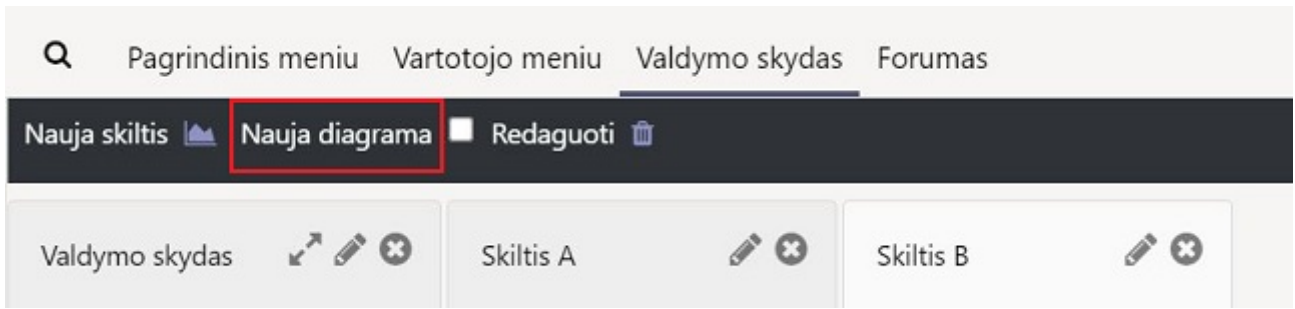 Pagrindinis meniu Vartotojo meniu Valdymo skydas Forumas
Nauja skiltis Nauja diagrama Redaguoti
Valdymo skydas Skiltis A Skiltis B